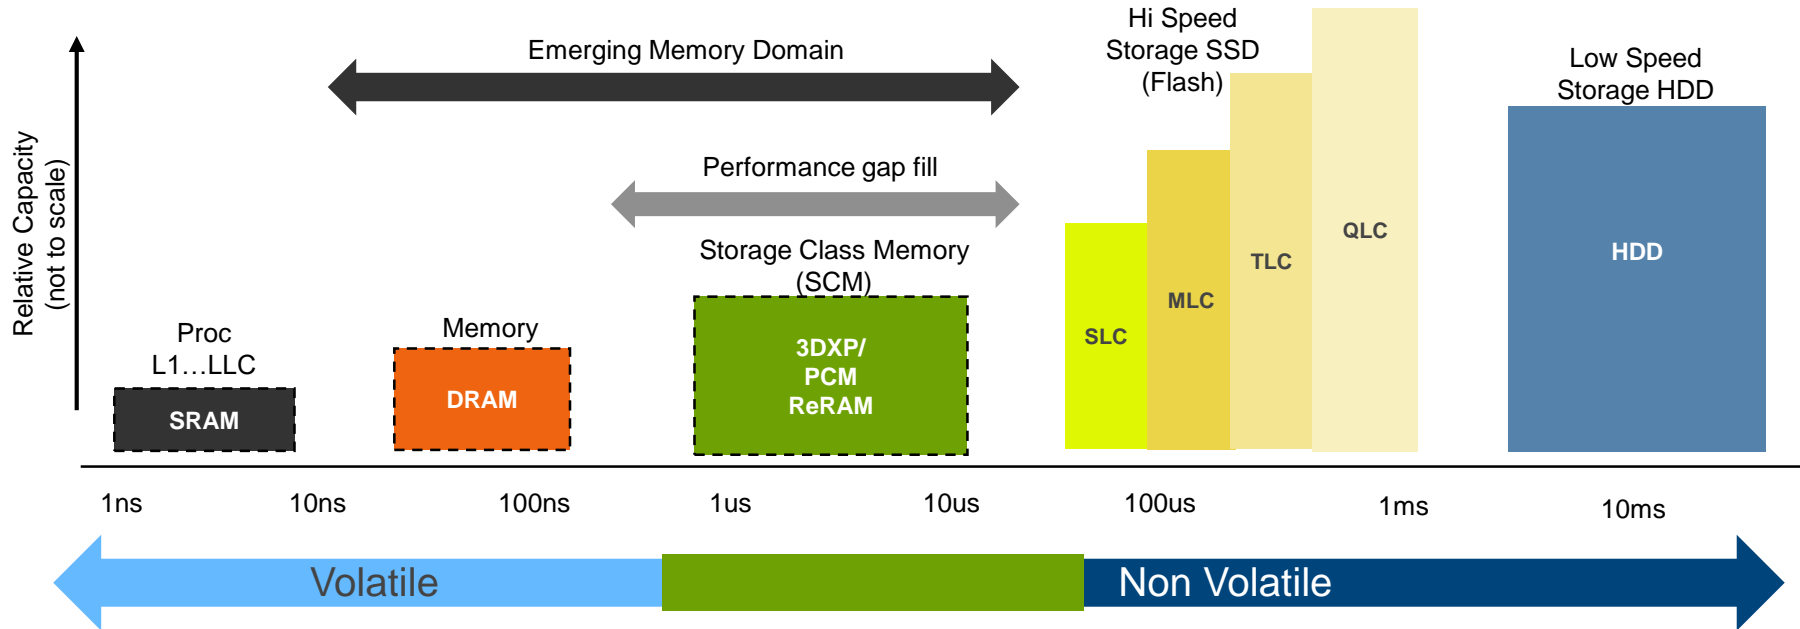 Relative Capacity
(not to scale)
Emerging Memory Domain
Performance gap fill
Hi Speed
Storage SSD
(Flash)
Low Speed
Storage HDD
Proc
L1…LLC
SRAM
Memory
DRAM
Storage Class Memory
(SCM)
3DXP/
PCM
ReRAM
SLC
MLC
TLC
QLC
HDD
1ns
10ns
100ns
1us
10us
100us
1ms
10ms
Volatile
Non Volatile